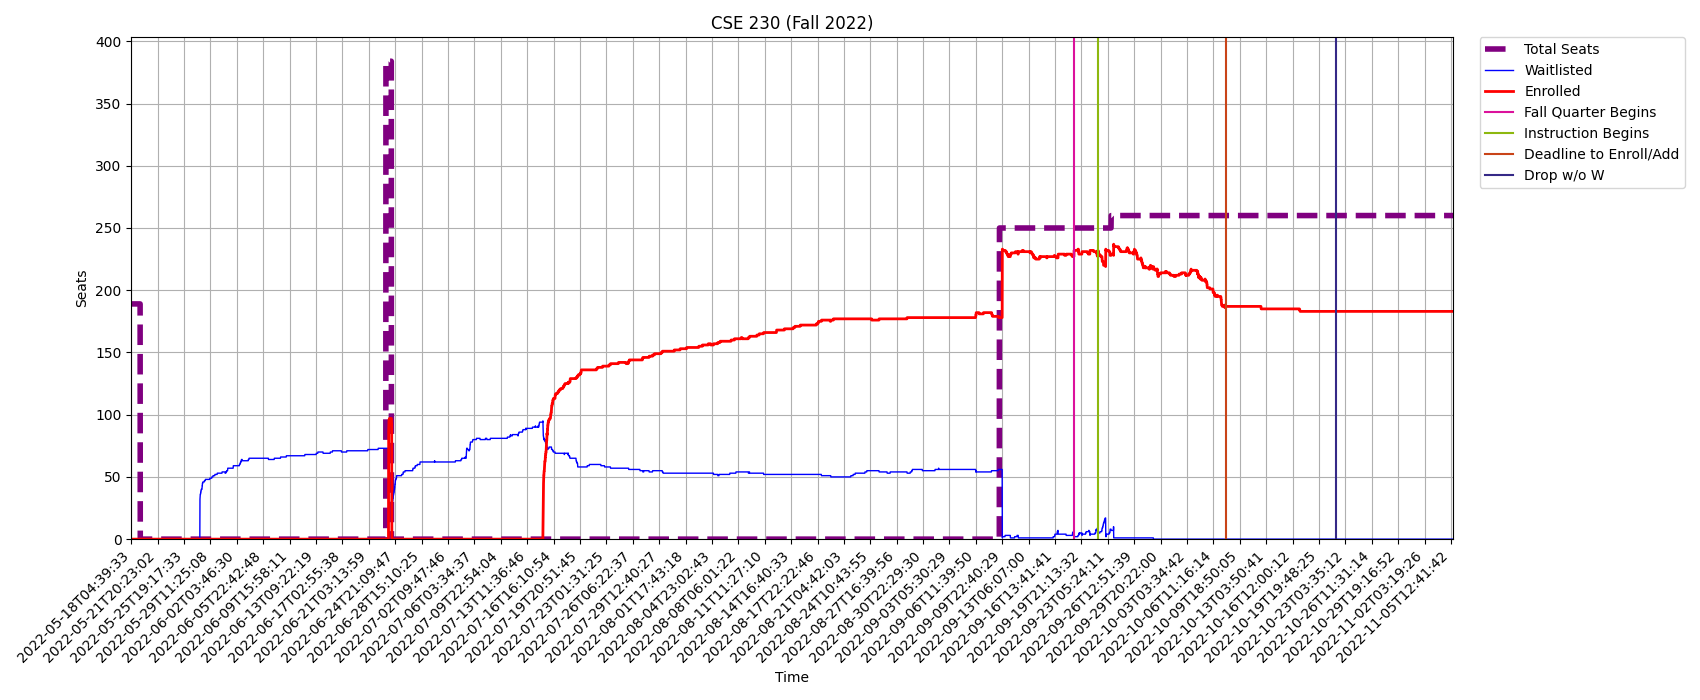 CSE 230 (Fall 2022)
Seats
400
350
300
250
200
150
100
50
0
2022-05-18T04:39:33
2022-05-21T20:23:02
2022-05-25T19:17:33
2022-05-29T11:25:08
2022-06-02T03:46:30
2022-06-05T22:42:48
2022-06-09T15:58:11
2022-06-13T09:22:19
2022-06-17T02:55:38
2022-06-21T03:13:59
2022-06-24T21:09:47
2022-06-28T15:10:25
2022-07-02T09:47:46
2022-07-06T03:34:37
2022-07-09T22:54:04
2022-07-13T11:36:46
2022-07-16T16:10:54
2022-07-19T20:51:45
2022-07-23T01:31:25
2022-07-26T06:22:37
2022-07-29T12:40:27
2022-08-01T17:43:18
2022-08-04T23:02:43
2022-08-08T06:01:22
2022-08-11T11:27:10
2022-08-14T16:40:33
2022-08-17T22:22:46
2022-08-21T04:42:03
2022-08-24T10:43:55
2022-08-27T16:39:56
2022-08-30T22:29:30
2022-09-03T05:30:29
2022-09-06T11:39:50
2022-09-09T22:40:29
2022-09-13T06:07:00
2022-09-16T13:41:41
2022-09-19T21:13:32
2022-09-23T05:24:11
2022-09-26T12:51:39
2022-09-29T20:22:00
2022-10-03T03:34:42
2022-10-06T11:16:14
2022-10-09T18:50:05
2022-10-13T03:50:41
2022-10-16T12:00:12
2022-10-19T19:48:25
2022-10-23T03:35:12
2022-10-26T11:31:14
2022-10-29T19:16:52
2022-11-02T03:19:26
2022-11-05T12:41:42
Time
Total Seats
Waitlisted
Enrolled
Fall Quarter Begins
Instruction Begins
Deadline to Enroll/Add
Drop w/o W